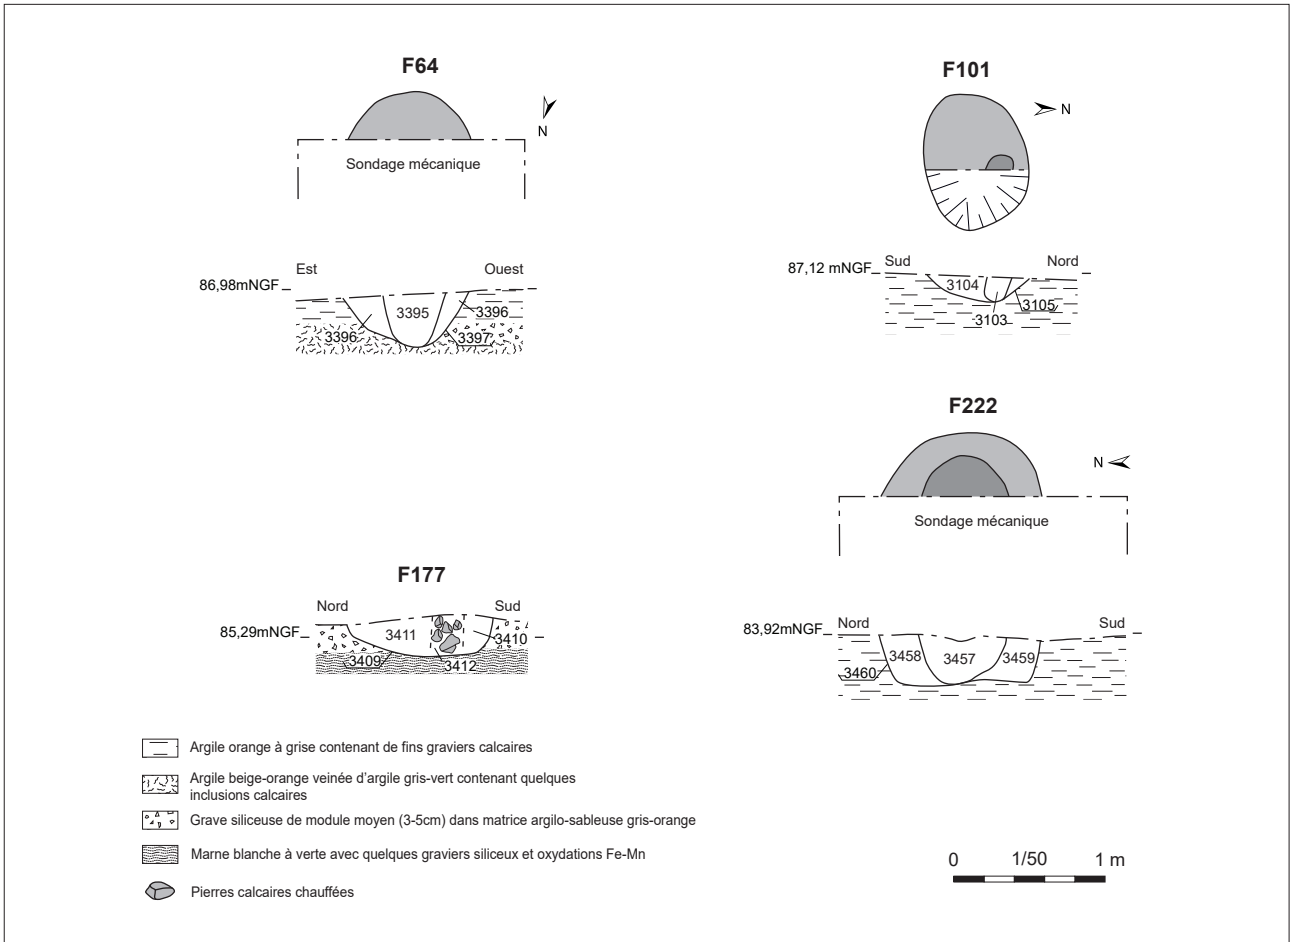 F64
N
Sondage mécanique
Est
Ouest
86,98mNGF
3395
3396
3396
3397
F101
N
Sud
Nord
87,12 mNGF
3104
3105
3103
F222
N
Sondage mécanique
Nord
Sud
83,92mNGF
3458
3457
3459
3460
F177
Nord
Sud
85,29mNGF
3411
3410
3409
3412
Argile orange à grise contenant de fins graviers calcaires
Argile beige-orange veinée d'argile gris-vert contenant quelques
inclusions calcaires
Grave siliceuse de module moyen (3-5cm) dans matrice argilo-sableuse gris-orange
Marne blanche à verte avec quelques graviers siliceux et oxydations Fe-Mn
Pierres calcaires chauffées
0 1/50 1 m